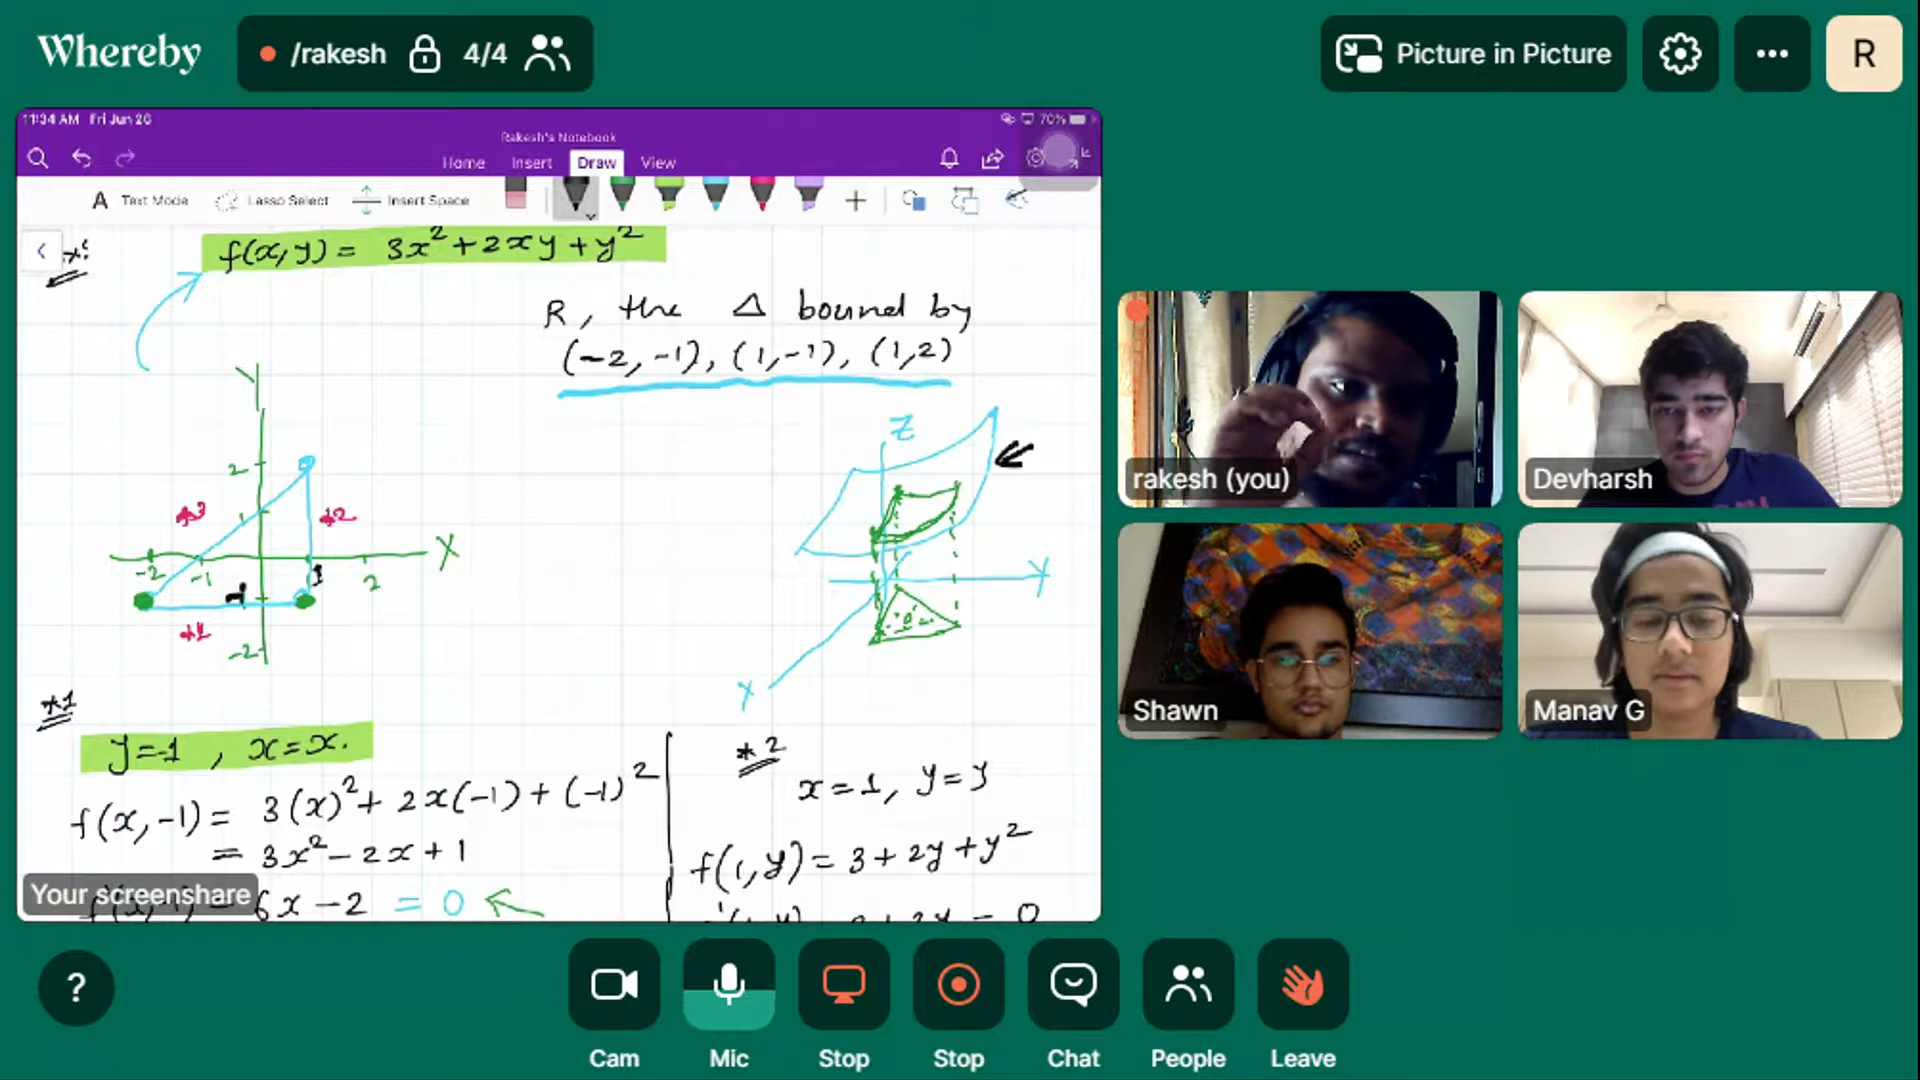 Whereby
/rakesh 4/4
Picture in Picture
R
11:34 AM Fri Jun 26
70%
Rakesh's Notebook
Home Insert Draw View
Text Mode Lasso Select Insert Space
f(x,y) = 3x² + 2xy + y²
R, the Δ bound by
(-2, -1), (1,-1), (1,2)
Y
2
1
*3
*2
X
-2
-1
1
2
-1
*1
-2
Z
Y
X
*1
y=-1 , x=x.
f(x,-1) = 3(x)² + 2x(-1) + (-1)²
= 3x² - 2x + 1
6x - 2 = 0
*2
x=1, y=y
f(1,y) = 3 + 2y + y²
Your screenshare
rakesh (you)
Devharsh
Shawn
Manav G
?
Cam Mic Stop Stop Chat People Leave